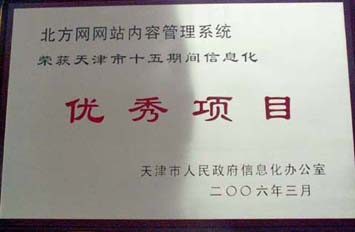 北方网网站内容管理系统
荣获天津市十五期间信息化
优秀项目
天津市人民政府信息化办公室
二〇〇六年三月